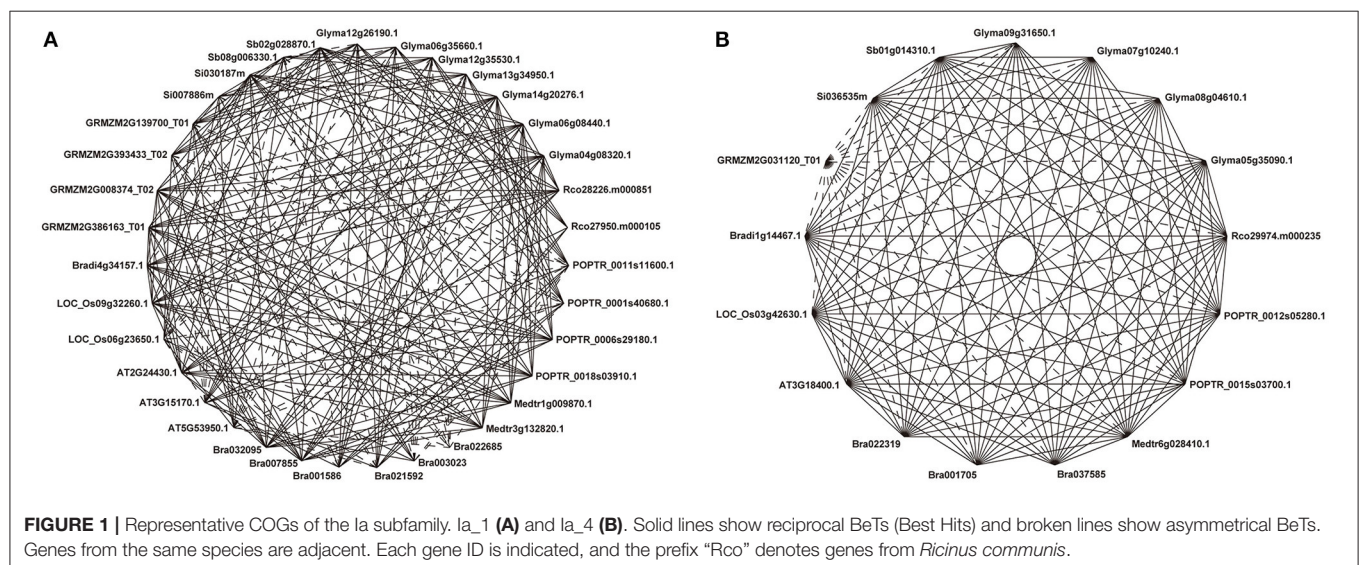 A
Glyma12g26190.1
Sb02g028870.1
Glyma06g35660.1
Sb08g006330.1
Glyma12g35530.1
Si030187m
Glyma13g34950.1
Si007886m
Glyma14g20276.1
GRMZM2G139700_T01
Glyma06g08440.1
GRMZM2G393433_T02
Glyma04g08320.1
GRMZM2G008374_T02
Rco28226.m000851
GRMZM2G386163_T01
Rco27950.m000105
Bradi4g34157.1
POPTR_0011s11600.1
LOC_Os09g32260.1
POPTR_0001s40680.1
LOC_Os06g23650.1
POPTR_0006s29180.1
AT2G24430.1
POPTR_0018s03910.1
AT3G15170.1
Medtr1g009870.1
AT5G53950.1
Medtr3g132820.1
Bra032095
Bra022685
Bra007855
Bra003023
Bra001586
Bra021592
B
Glyma09g31650.1
Sb01g014310.1
Glyma07g10240.1
Si036535m
Glyma08g04610.1
GRMZM2G031120_T01
Glyma05g35090.1
Bradi1g14467.1
Rco29974.m000235
LOC_Os03g42630.1
POPTR_0012s05280.1
AT3G18400.1
POPTR_0015s03700.1
Bra022319
Medtr6g028410.1
Bra001705
Bra037585
FIGURE 1 | Representative COGs of the Ia subfamily. Ia_1 (A) and Ia_4 (B). Solid lines show reciprocal BeTs (Best Hits) and broken lines show asymmetrical BeTs.
Genes from the same species are adjacent. Each gene ID is indicated, and the prefix “Rco” denotes genes from Ricinus communis.